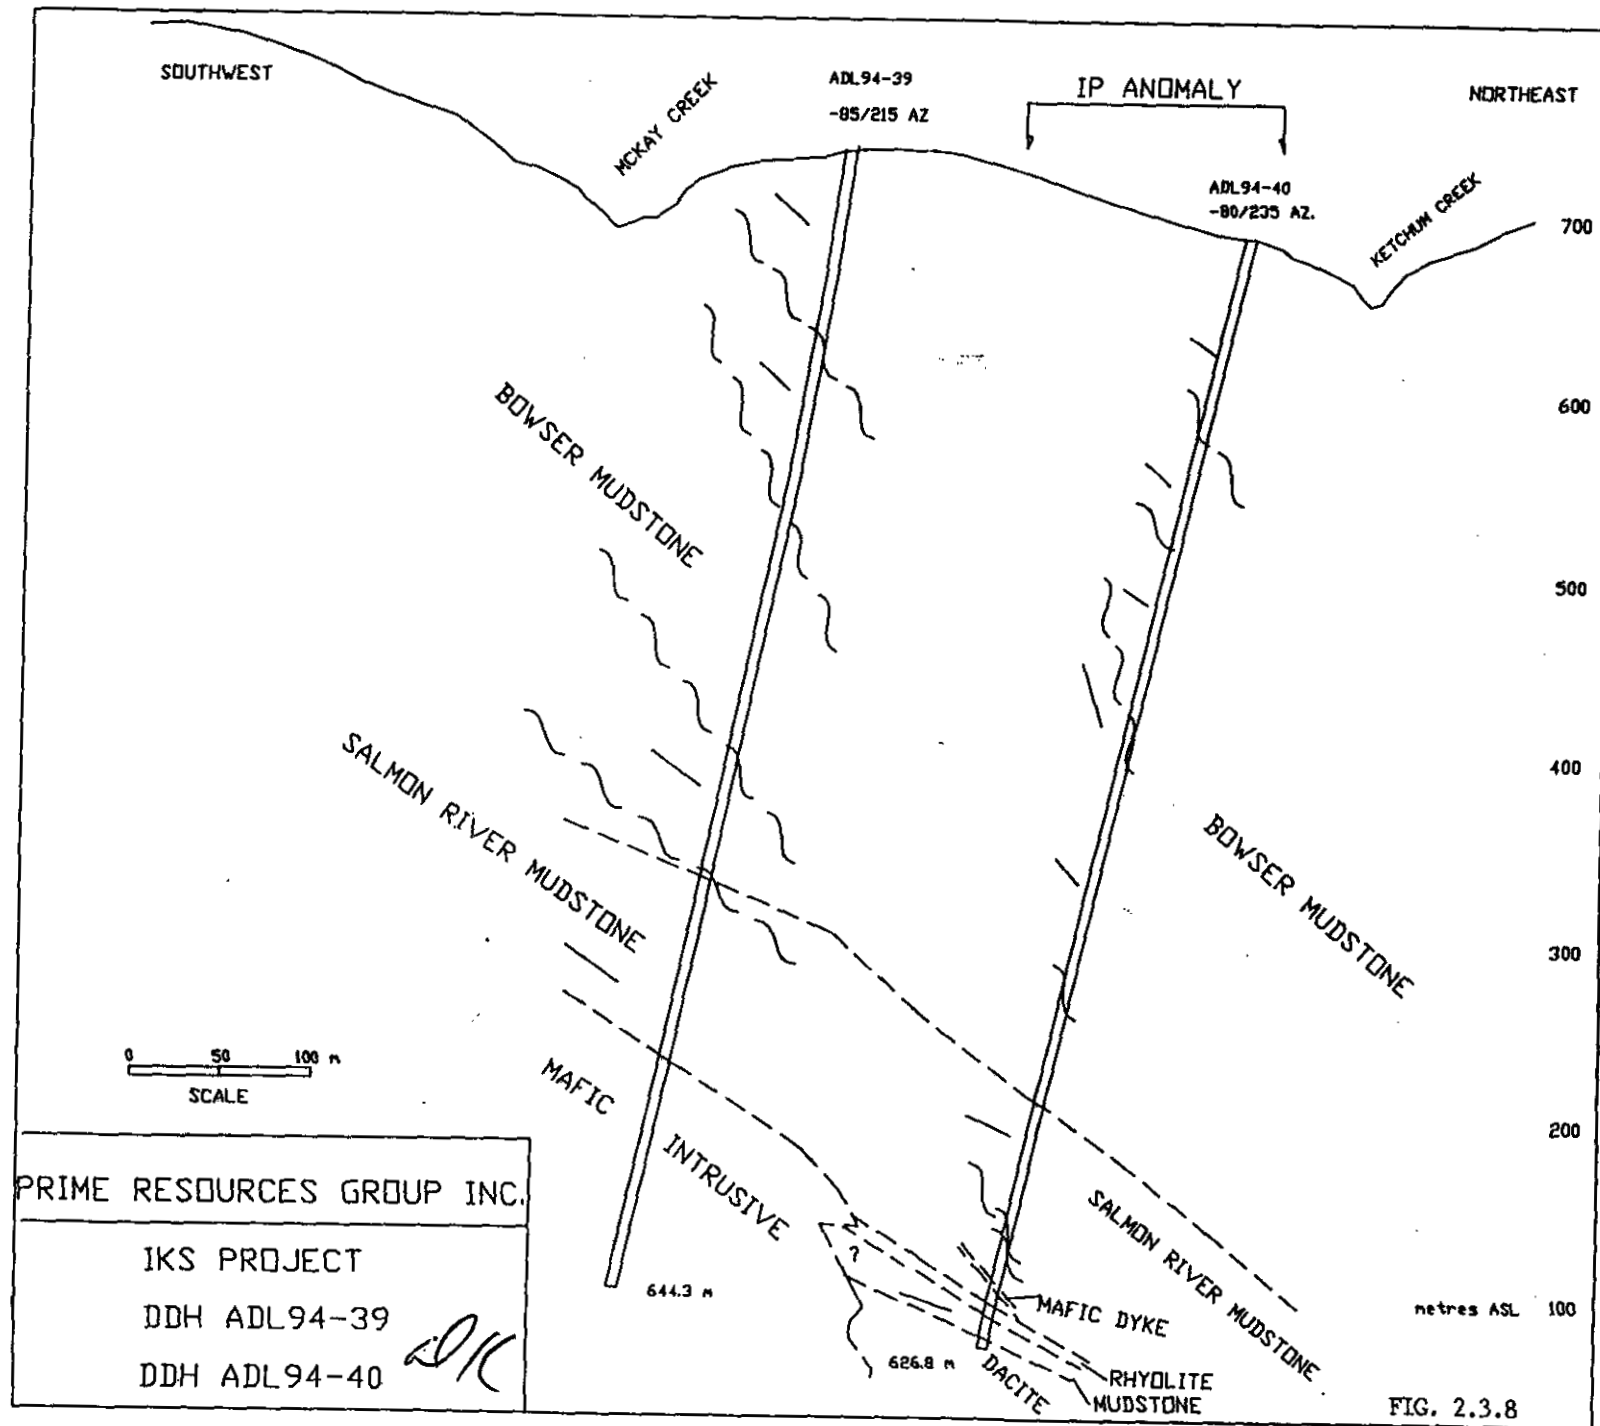 SOUTHWEST
MCKAY CREEK
ADL94-39
-85/215 AZ
IP ANOMALY
NORTHEAST
ADL94-40
-80/235 AZ.
KETCHUM CREEK
700
600
BOWSER MUDSTONE
500
400
SALMON RIVER MUDSTONE
BOWSER MUDSTONE
300
0 50 100 m
SCALE
MAFIC
INTRUSIVE
200
SALMON RIVER MUDSTONE
?
644.3 m
MAFIC DYKE
metres ASL 100
626.8 m
DACITE
RHYOLITE
MUDSTONE
PRIME RESOURCES GROUP INC.
IKS PROJECT
DDH ADL94-39
DDH ADL94-40
FIG. 2.3.8